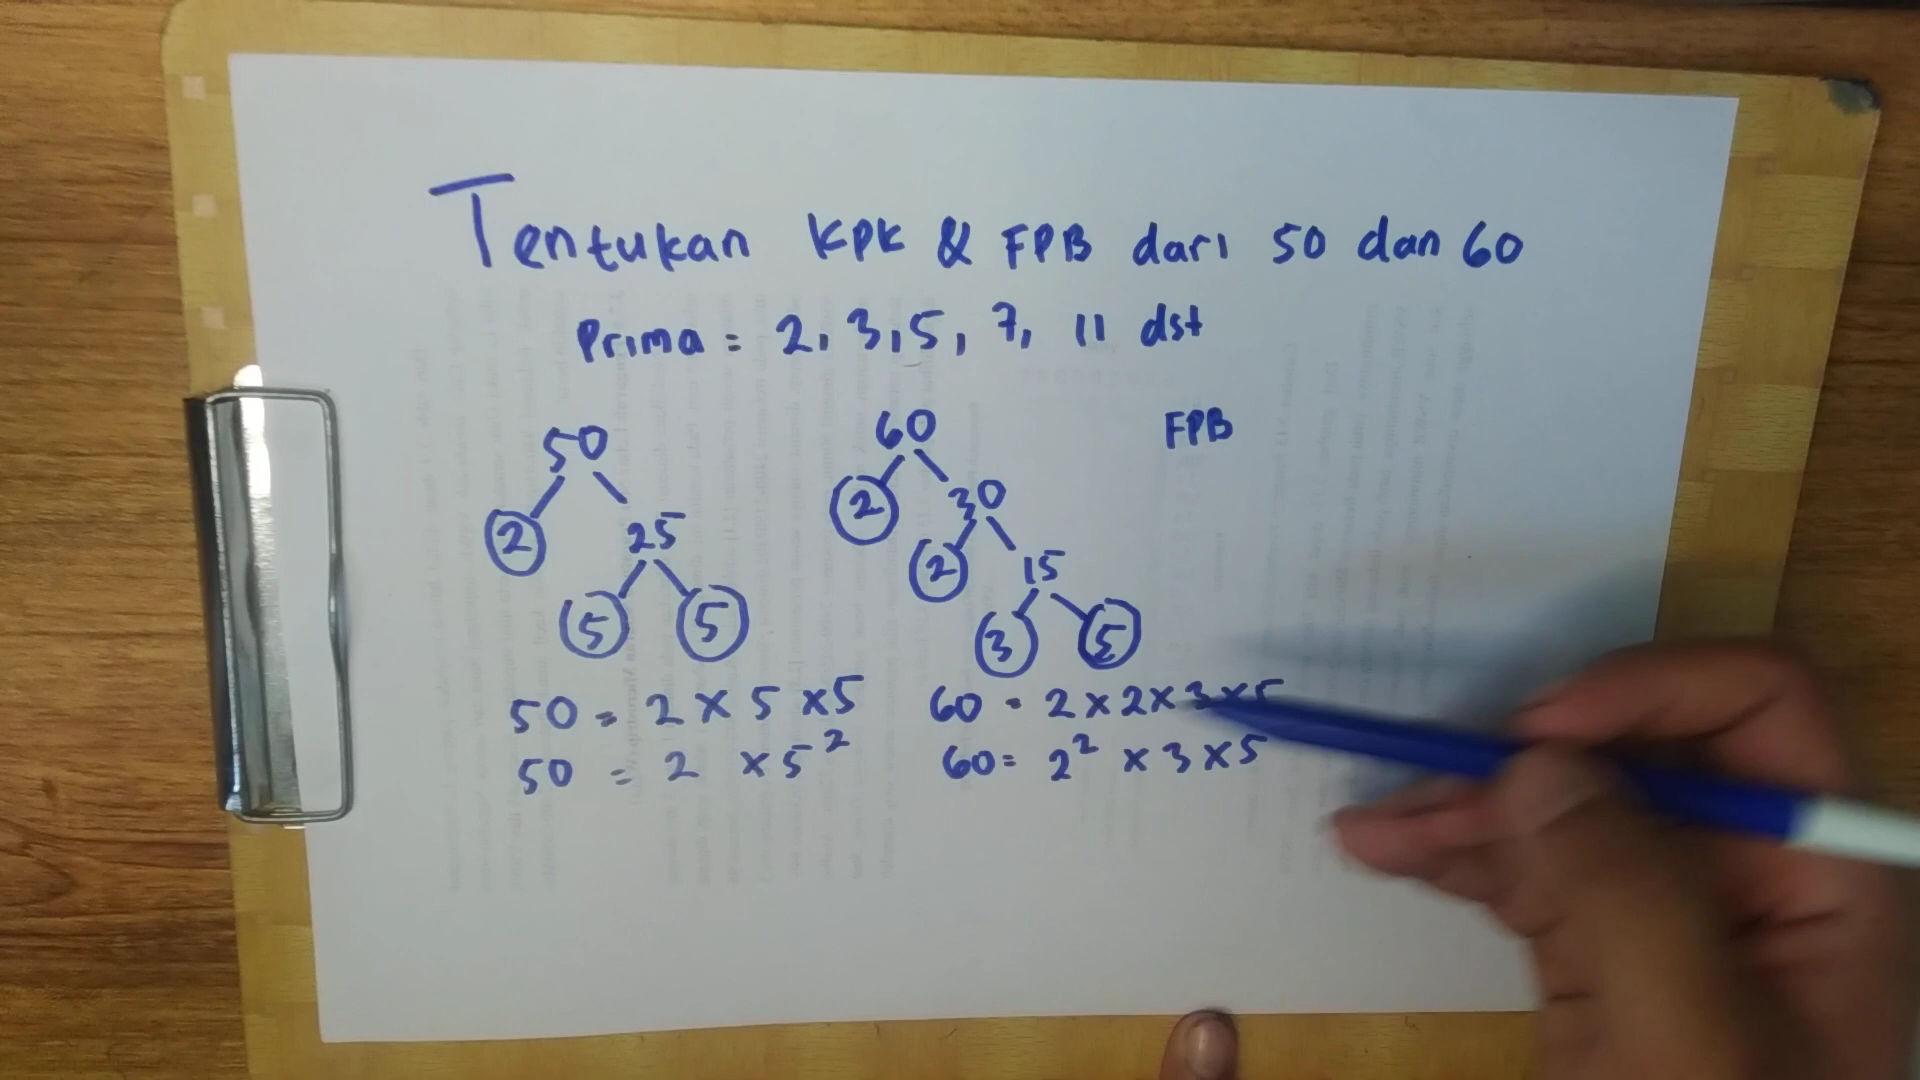 Tentukan KPK & FPB dari 50 dan 60
Prima = 2, 3, 5, 7, 11 dst
50
60
FPB
2
25
2
30
5
5
2
15
3
5
50 = 2 x 5 x 5
60 = 2 x 2 x 3 x 5
50 = 2 x 5²
60 = 2² x 3 x 5